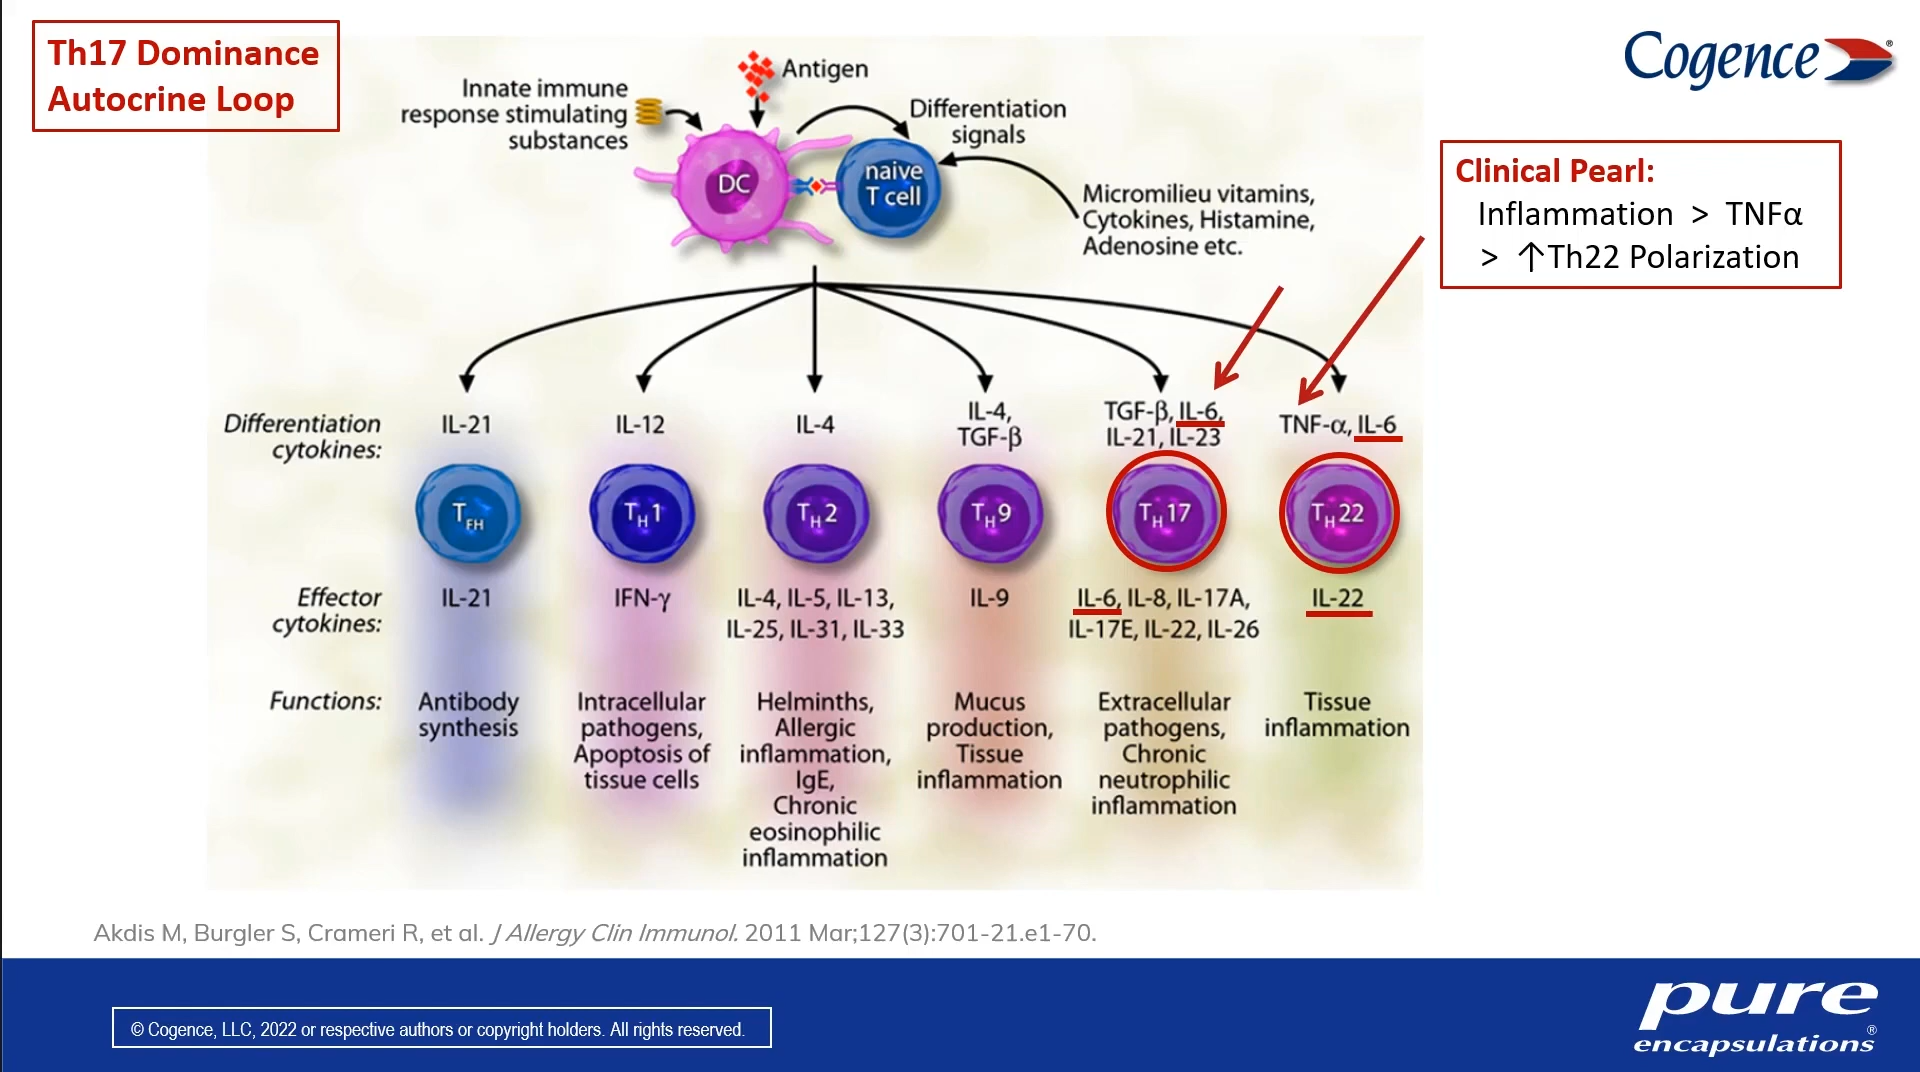 Th17 Dominance
Autocrine Loop
Cogence®
Antigen
Innate immune
response stimulating
substances
Differentiation
signals
DC
naive
T cell
Micromilieu vitamins,
Cytokines, Histamine,
Adenosine etc.
Clinical Pearl:
Inflammation > TNFα
> ↑Th22 Polarization
Differentiation
cytokines:
IL-21
IL-12
IL-4
IL-4,
TGF-β
TGF-β, IL-6,
IL-21, IL-23
TNF-α, IL-6
TFH
TH1
TH2
TH9
TH17
TH22
Effector
cytokines:
IL-21
IFN-γ
IL-4, IL-5, IL-13,
IL-25, IL-31, IL-33
IL-9
IL-6, IL-8, IL-17A,
IL-17E, IL-22, IL-26
IL-22
Functions:
Antibody
synthesis
Intracellular
pathogens,
Apoptosis of
tissue cells
Helminths,
Allergic
inflammation,
IgE,
Chronic
eosinophilic
inflammation
Mucus
production,
Tissue
inflammation
Extracellular
pathogens,
Chronic
neutrophilic
inflammation
Tissue
inflammation
Akdis M, Burgler S, Crameri R, et al. J Allergy Clin Immunol. 2011 Mar;127(3):701-21.e1-70.
© Cogence, LLC, 2022 or respective authors or copyright holders. All rights reserved.
pure
encapsulations®